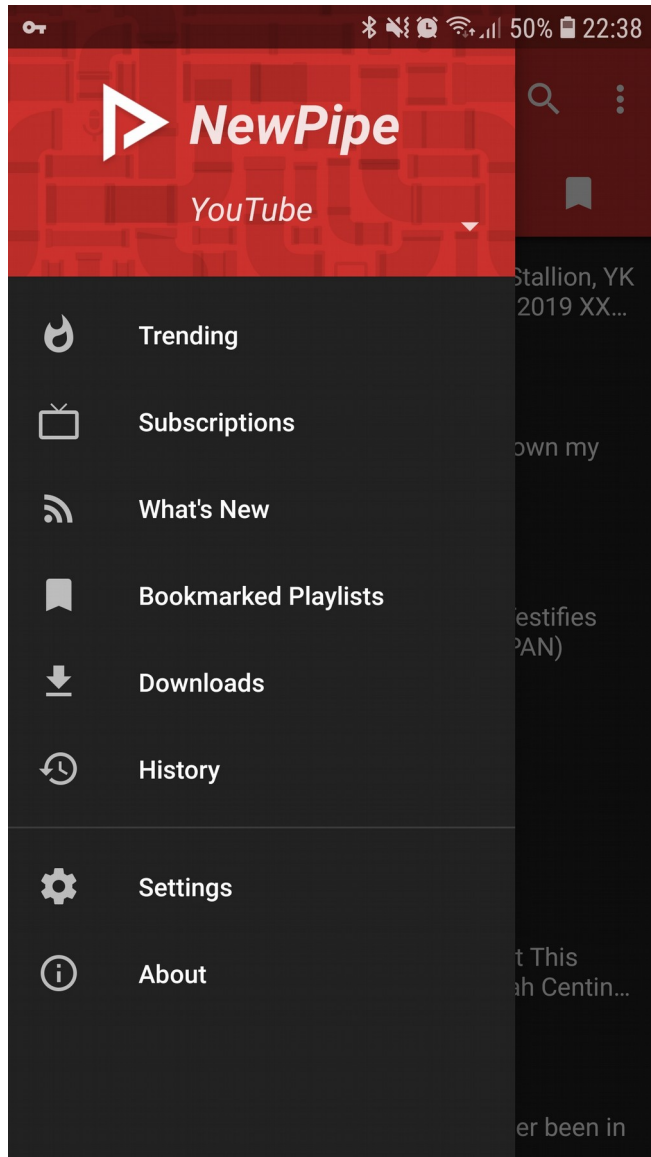 50% 22:38
NewPipe
YouTube
Trending
Subscriptions
What's New
Bookmarked Playlists
Downloads
History
Settings
About
Stallion, YK
2019 XX...
own my
estifies
PAN)
t This
ah Centin...
er been in